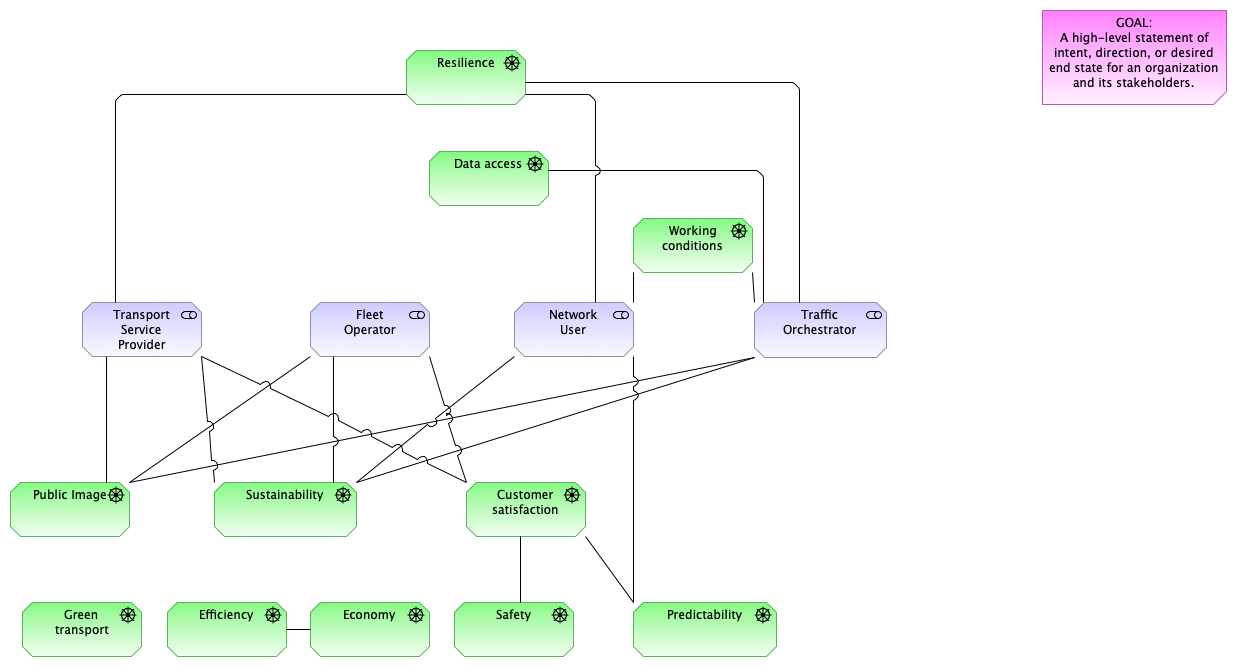 GOAL:
A high-level statement of
intent, direction, or desired
end state for an organization
and its stakeholders.
Resilience
Data access
Working
conditions
Transport
Service
Provider
Fleet
Operator
Network
User
Traffic
Orchestrator
Public Image
Sustainability
Customer
satisfaction
Green
transport
Efficiency
Economy
Safety
Predictability